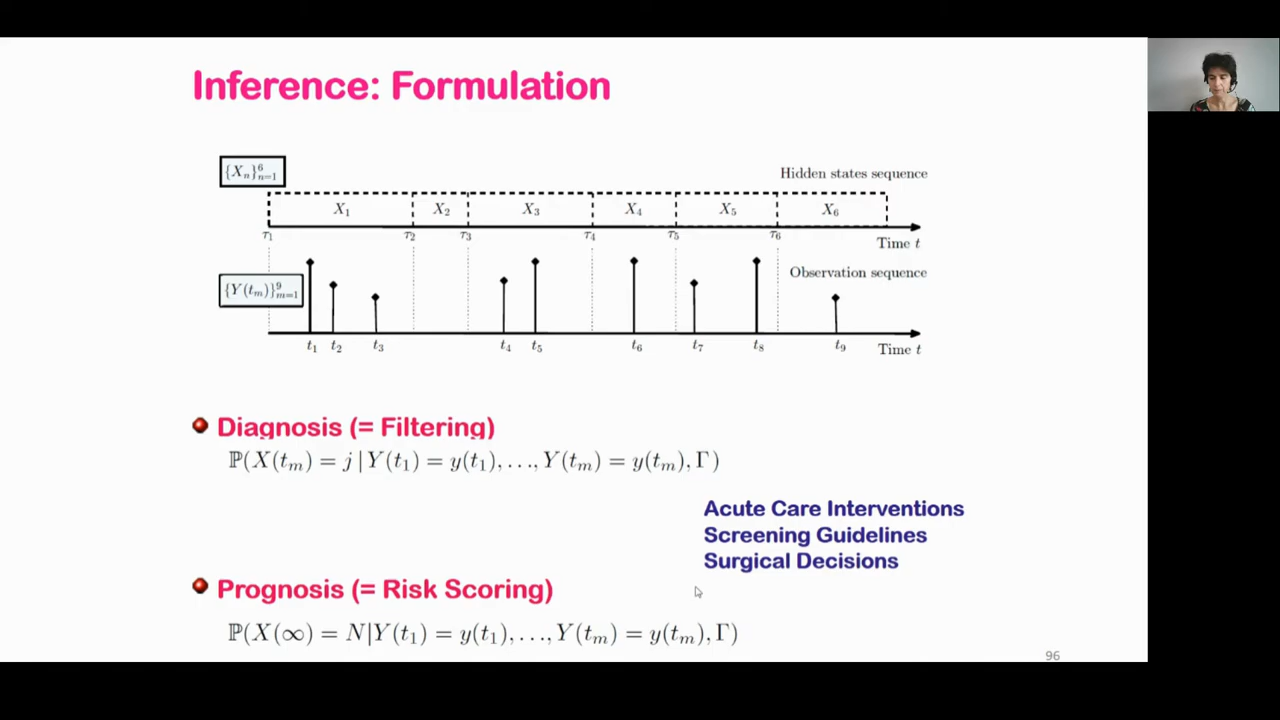 Inference: Formulation
{X_n}_{n=1}^6
Hidden states sequence
X_1 X_2 X_3 X_4 X_5 X_6
τ_1 τ_2 τ_3 τ_4 τ_5 τ_6
Time t
{Y(t_m)}_{m=1}^9
Observation sequence
t_1 t_2 t_3 t_4 t_5 t_6 t_7 t_8 t_9 Time t
Diagnosis (= Filtering)
ℙ(X(t_m) = j | Y(t_1) = y(t_1), . . . , Y(t_m) = y(t_m), Γ)
Acute Care Interventions
Screening Guidelines
Surgical Decisions
Prognosis (= Risk Scoring)
ℙ(X(∞) = N|Y(t_1) = y(t_1), . . . , Y(t_m) = y(t_m), Γ)
96